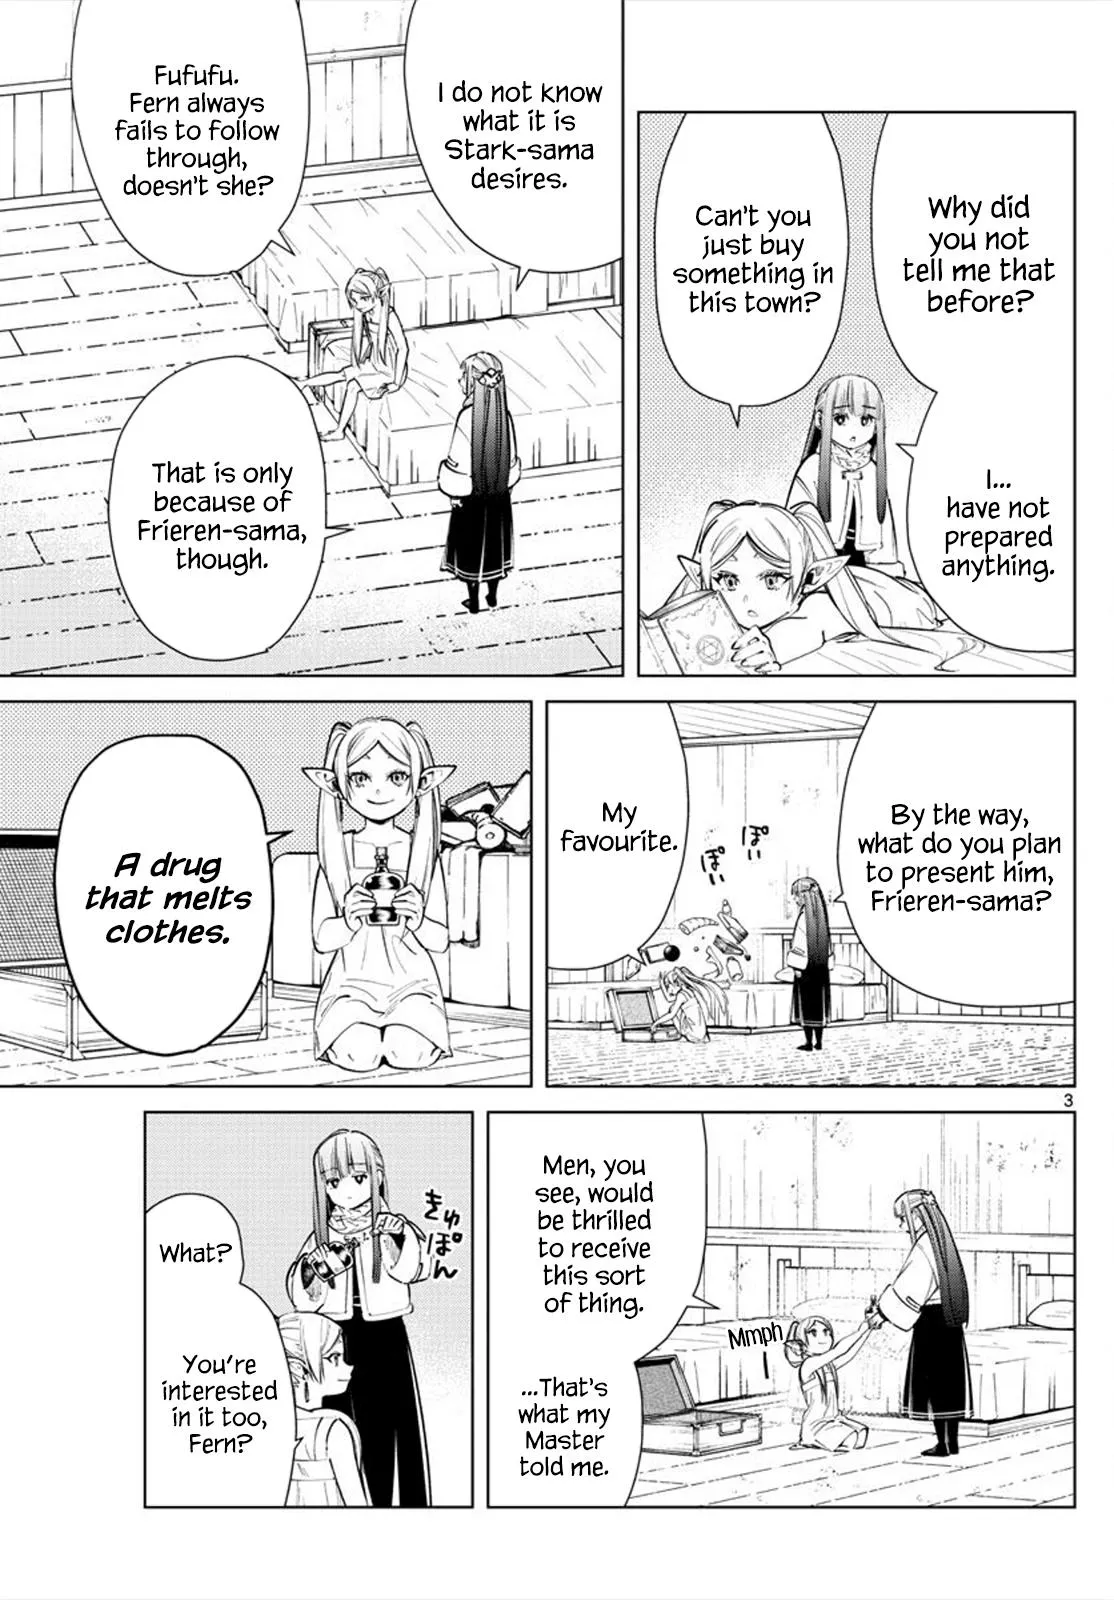 Why did
you not
tell me that
before?
Can't you
just buy
something in
this town?
I...
have not
prepared
anything.
I do not know
what it is
Stark-sama
desires.
Fufufu.
Fern always
fails to follow
through,
doesn't she?
That is only
because of
Frieren-sama,
though.
By the way,
what do you plan
to present him,
Frieren-sama?
ぽい
ぽい
My
favourite.
A drug
that melts
clothes.
3
Men, you
see, would
be thrilled
to receive
this sort
of thing.
Mmph
...That's
what my
Master
told me.
きゅぽん
What?
You're
interested
in it too,
Fern?